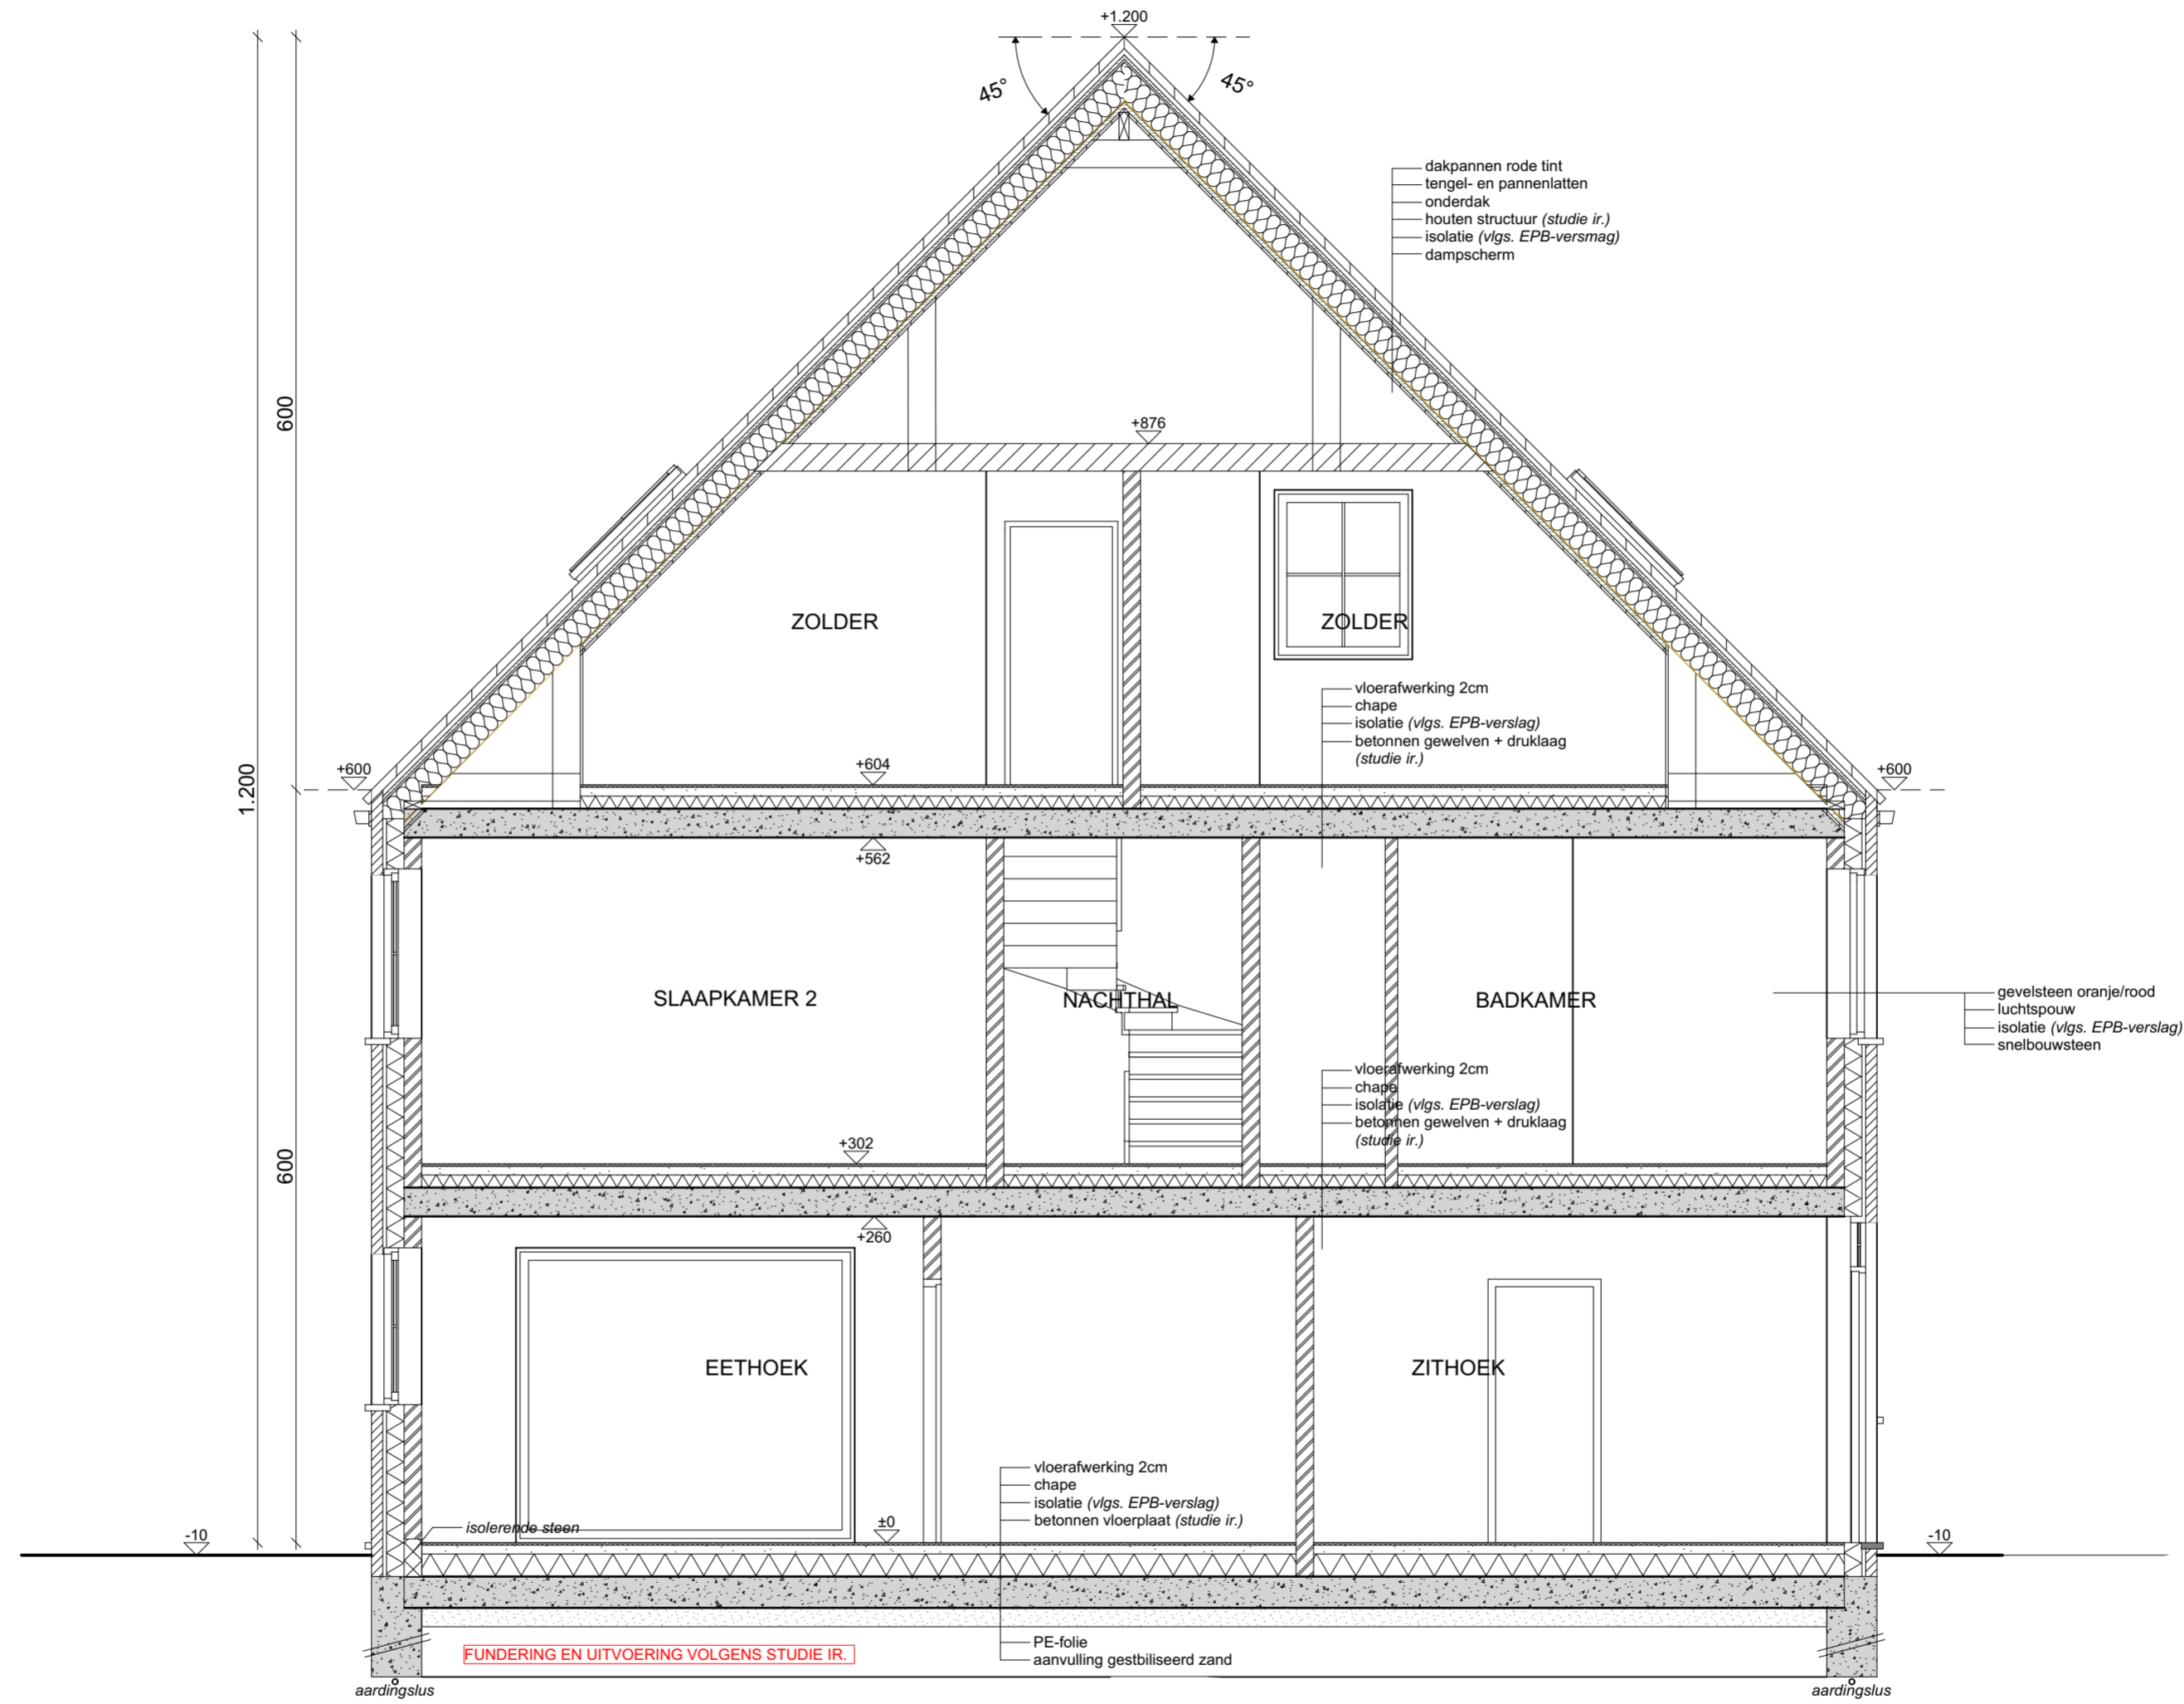 +1.200
45°
45°
dakpannen rode tint
tengel- en pannenlatten
onderdak
houten structuur (studie ir.)
isolatie (vlgs. EPB-versmag)
dampscherm
600
+876
ZOLDER
ZOLDER
vloerafwerking 2cm
chape
isolatie (vlgs. EPB-verslag)
betonnen gewelven + druklaag
(studie ir.)
+604
+600
+600
1.200
+562
SLAAPKAMER 2
NACHTHAL
BADKAMER
gevelsteen oranje/rood
luchtspouw
isolatie (vlgs. EPB-verslag)
snelbouwsteen
vloerafwerking 2cm
chape
isolatie (vlgs. EPB-verslag)
betonnen gewelven + druklaag
(studie ir.)
+302
600
+260
EETHOEK
ZITHOEK
vloerafwerking 2cm
chape
isolatie (vlgs. EPB-verslag)
betonnen vloerplaat (studie ir.)
isolerende steen
±0
-10
-10
PE-folie
aanvulling gestbiliseerd zand
FUNDERING EN UITVOERING VOLGENS STUDIE IR.
aardingslus
aardingslus